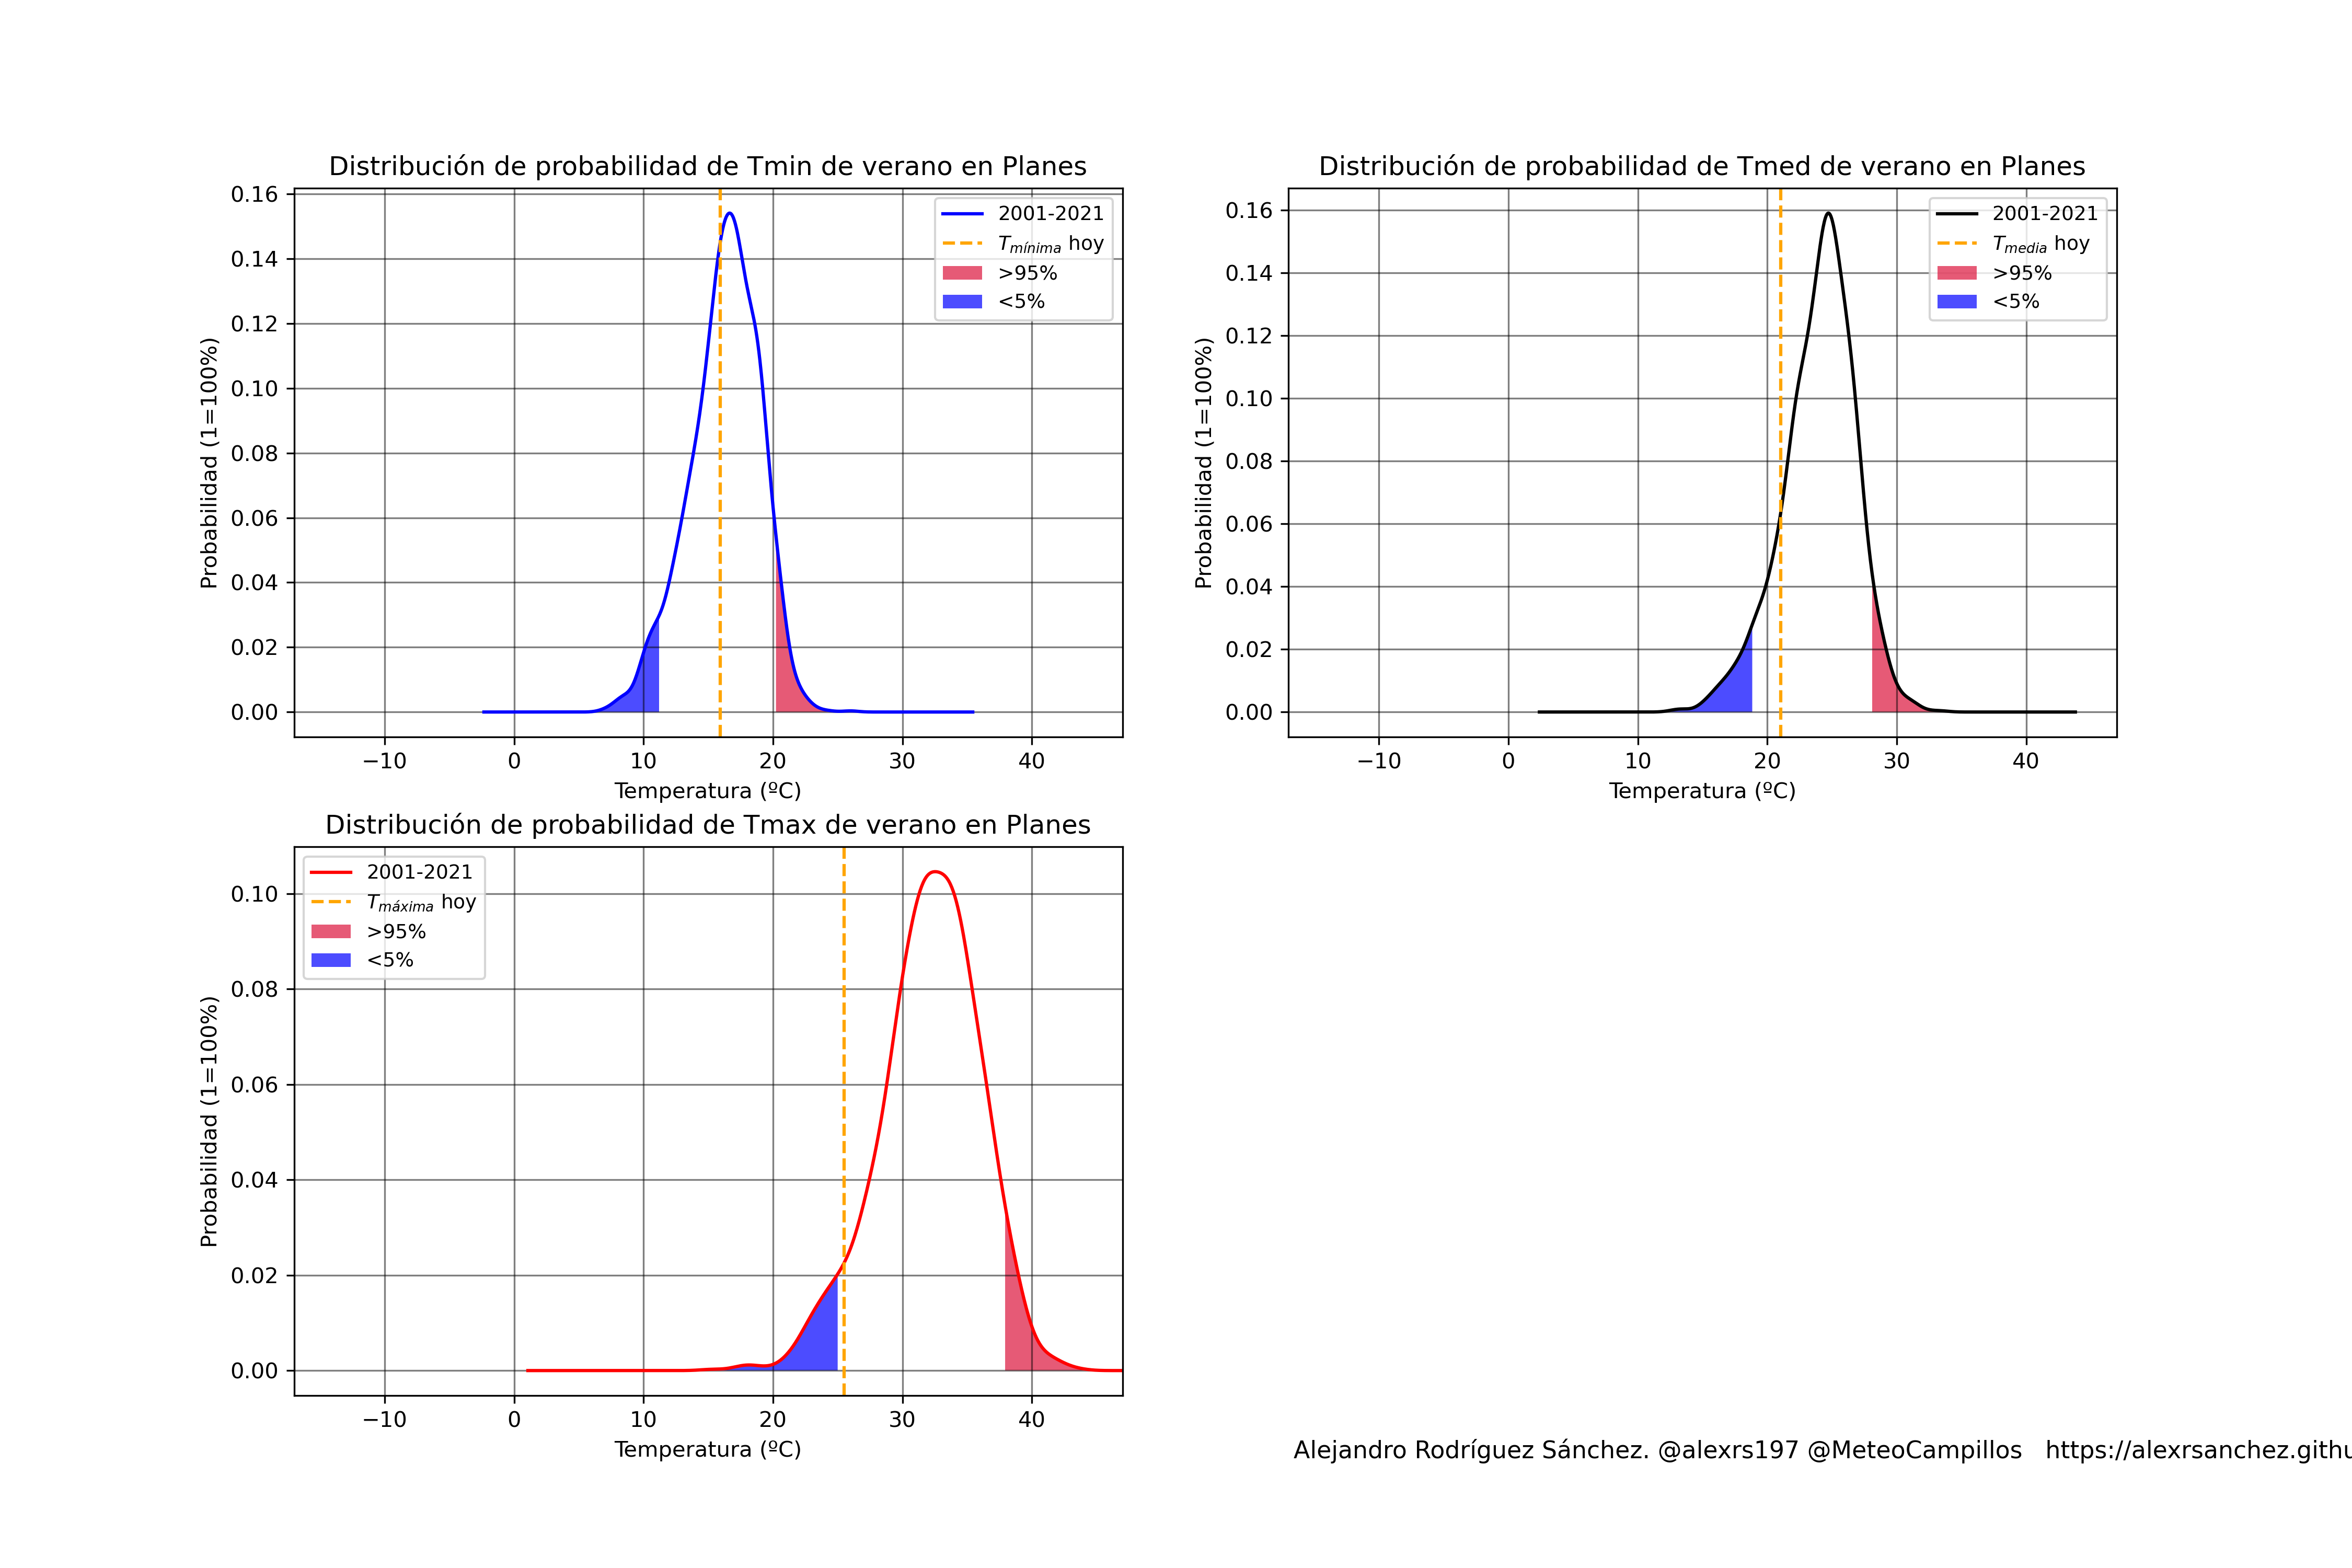 Distribución de probabilidad de Tmin de verano en Planes
0.16
0.14
0.12
0.10
0.08
0.06
0.04
0.02
0.00
Probabilidad (1=100%)
−10 0 10 20 30 40
Temperatura (ºC)
2001-2021
Tmínima hoy
>95%
<5%
Distribución de probabilidad de Tmed de verano en Planes
0.16
0.14
0.12
0.10
0.08
0.06
0.04
0.02
0.00
Probabilidad (1=100%)
−10 0 10 20 30 40
Temperatura (ºC)
2001-2021
Tmedia hoy
>95%
<5%
Distribución de probabilidad de Tmax de verano en Planes
0.10
0.08
0.06
0.04
0.02
0.00
Probabilidad (1=100%)
−10 0 10 20 30 40
Temperatura (ºC)
2001-2021
Tmáxima hoy
>95%
<5%
Alejandro Rodríguez Sánchez. @alexrs197 @MeteoCampillos https://alexrsanchez.githu